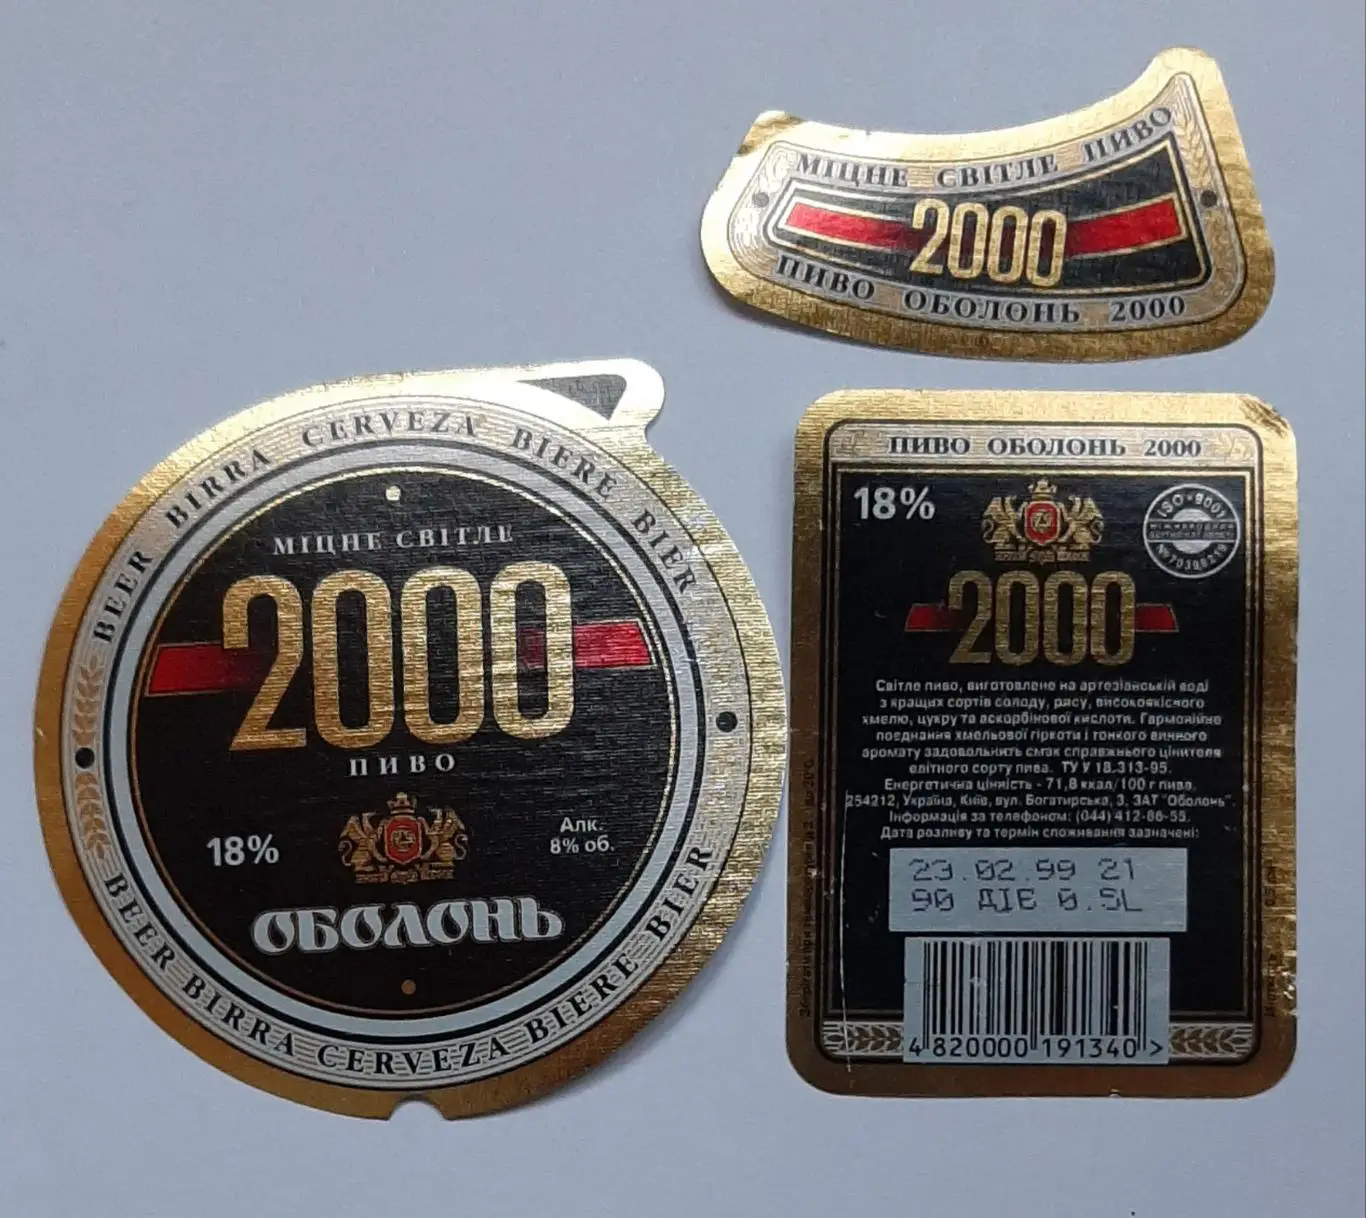 МІЦНЕ СВІТЛЕ ПИВО
2000
ПИВО ОБОЛОНЬ 2000
BEER BIRRA CERVEZA BIERE BIER
МІЦНЕ СВІТЛЕ
2000
ПИВО
18%
Алк.
8% об.
ОБОЛОНЬ
BEER BIRRA CERVEZA BIERE BIER
ПИВО ОБОЛОНЬ 2000
18%
ISO 9001
2000
Світле пиво, виготовлене на артезіанській воді
з кращих сортів солоду, рису, високоякісного
хмелю, цукру та аскорбінової кислоти. Гармонійне
поєднання хмельової гіркоти і тонкого винного
аромату задовольнить смак справжнього цінителя
елітного сорту пива. ТУ У 18.313-95.
Енергетична цінність - 71,8 ккал/100 г пива.
254212, Україна, Київ, вул. Богатирська, 3, ЗАТ "Оболонь".
Інформація за телефоном: (044) 412-86-55.
Дата розливу та термін споживання зазначені:
23.02.99 21
90 ДІЄ 0.5L
4 820000 191340 >